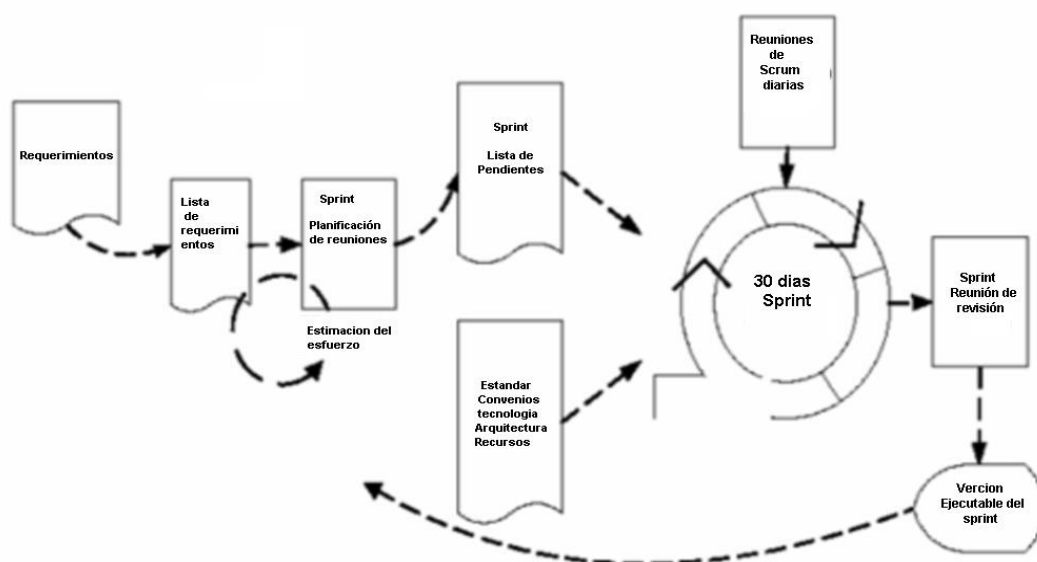 Requerimientos
Lista
de
requerimi
entos
Sprint
Planificación
de reuniones
Estimacion del
esfuerzo
Sprint
Lista de
Pendientes
Estandar
Convenios
tecnologia
Arquitectura
Recursos
Reuniones
de
Scrum
diarias
30 dias
Sprint
Sprint
Reunión de
revisión
Vercion
Ejecutable del
sprint